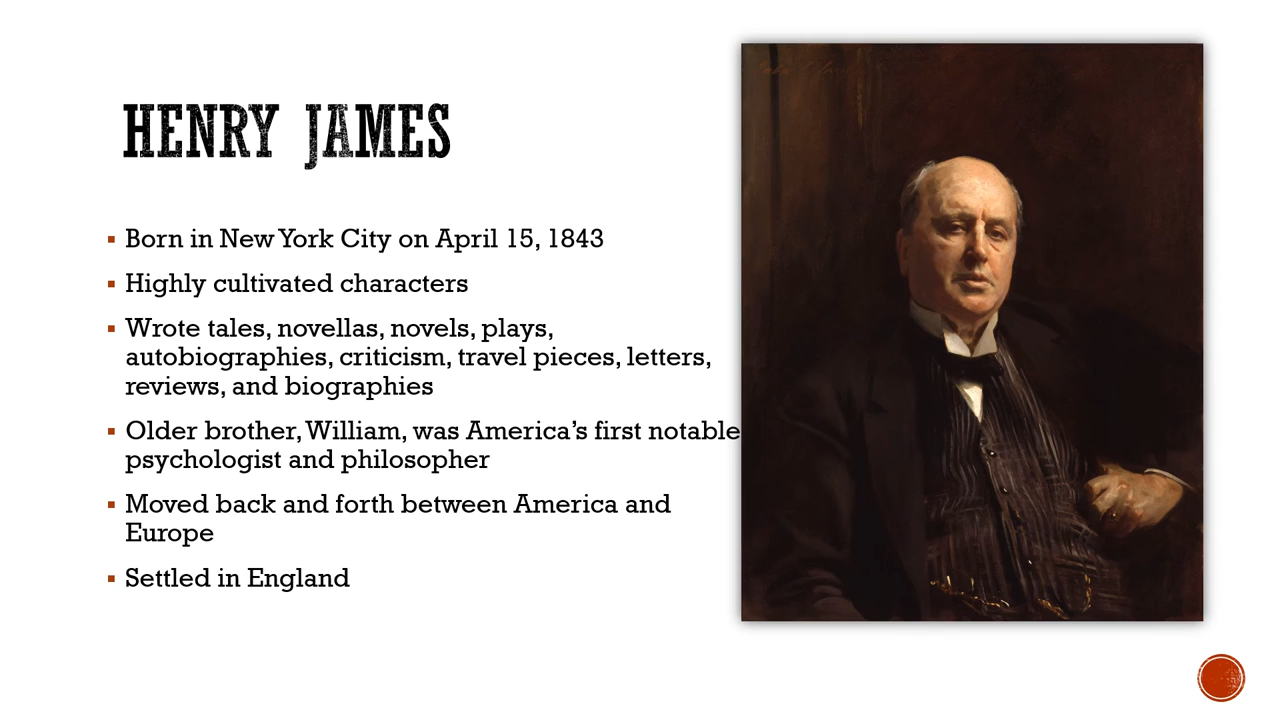 HENRY JAMES
Born in New York City on April 15, 1843
Highly cultivated characters
Wrote tales, novellas, novels, plays,
autobiographies, criticism, travel pieces, letters,
reviews, and biographies
Older brother, William, was America’s first notable
psychologist and philosopher
Moved back and forth between America and
Europe
Settled in England